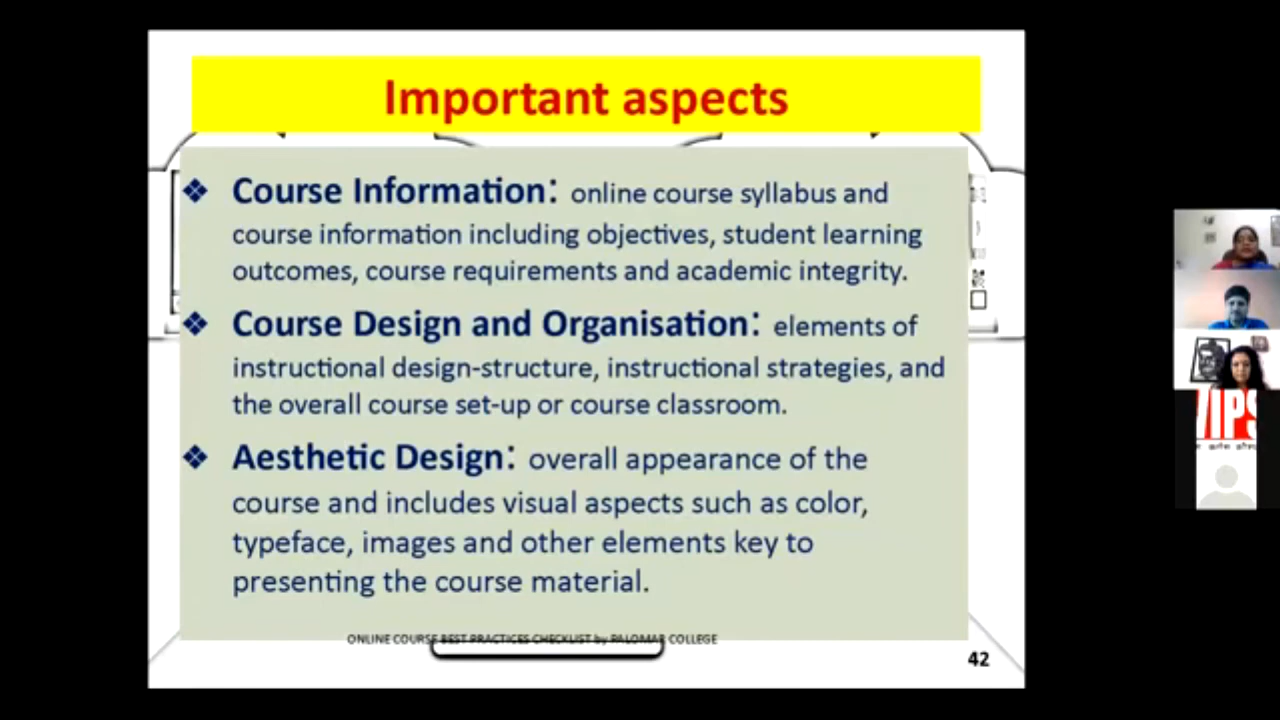 Important aspects
❖ Course Information: online course syllabus and
course information including objectives, student learning
outcomes, course requirements and academic integrity.
❖ Course Design and Organisation: elements of
instructional design-structure, instructional strategies, and
the overall course set-up or course classroom.
❖ Aesthetic Design: overall appearance of the
course and includes visual aspects such as color,
typeface, images and other elements key to
presenting the course material.
ONLINE COURSE BEST PRACTICES CHECKLIST by PALOMAR COLLEGE
42
VIPS